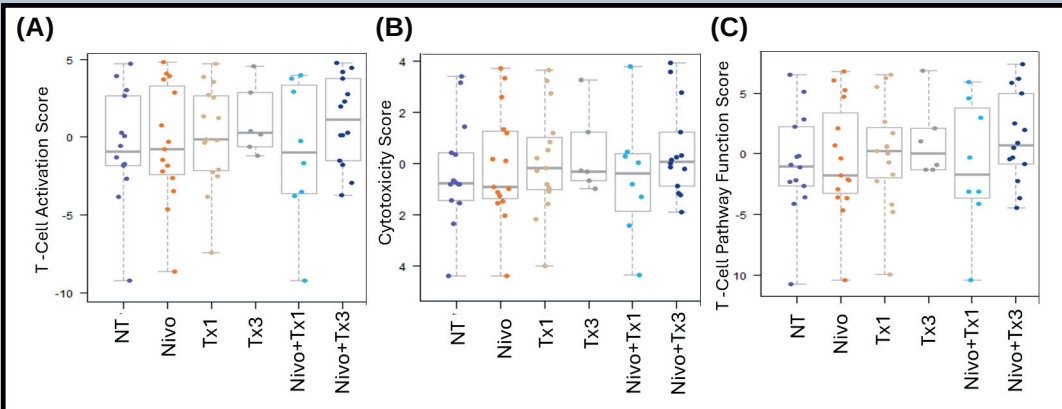 (A)
T-Cell Activation Score
5
0
-5
-10
NT
Nivo
Tx1
Tx3
Nivo+Tx1
Nivo+Tx3
(B)
Cytotoxicity Score
4
2
0
2
4
NT
Nivo
Tx1
Tx3
Nivo+Tx1
Nivo+Tx3
(C)
T -Cell Pathway Function Score
5
0
-5
10
NT
Nivo
Tx1
Tx3
Nivo+Tx1
Nivo+Tx3